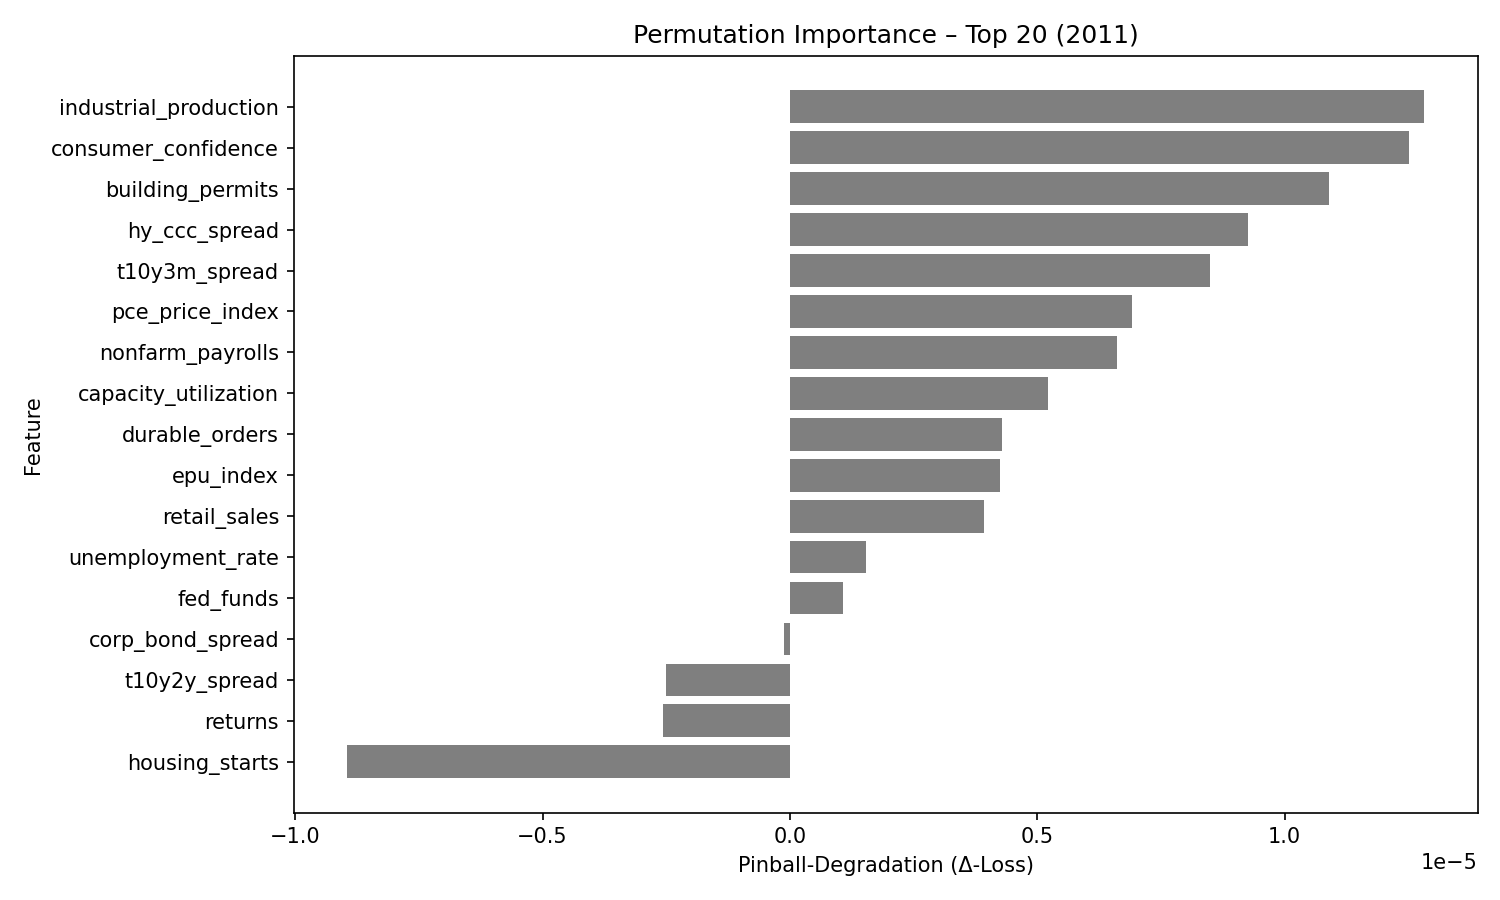 Permutation Importance – Top 20 (2011)
industrial_production
consumer_confidence
building_permits
hy_ccc_spread
t10y3m_spread
pce_price_index
nonfarm_payrolls
capacity_utilization
durable_orders
epu_index
retail_sales
unemployment_rate
fed_funds
corp_bond_spread
t10y2y_spread
returns
housing_starts
Feature
−1.0 −0.5 0.0 0.5 1.0
1e−5
Pinball-Degradation (Δ-Loss)